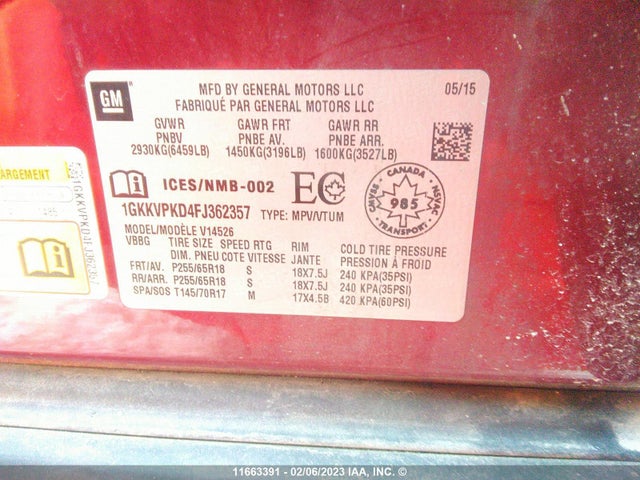 GM
MFD BY GENERAL MOTORS LLC
FABRIQUÉ PAR GENERAL MOTORS LLC
05/15
GVWR GAWR FRT GAWR RR
PNBV PNBE AV. PNBE ARR.
2930KG(6459LB) 1450KG(3196LB) 1600KG(3527LB)
ICES/NMB-002 EC
1GKKVPKD4FJ362357 TYPE: MPV/VTUM
CANADA
CMVSS NSVAC
985
TRANSPORT
MODEL/MODÈLE V14526
VBBG TIRE SIZE SPEED RTG RIM COLD TIRE PRESSURE
DIM. PNEU COTE VITESSE JANTE PRESSION À FROID
FRT/AV. P255/65R18 S 18X7.5J 240 KPA(35PSI)
RR/ARR. P255/65R18 S 18X7.5J 240 KPA(35PSI)
SPA/SOS T145/70R17 M 17X4.5B 420 KPA(60PSI)
ARGEMENT
1GKKVPKD4FJ362357
11663391 - 02/06/2023 IAA, INC. ©